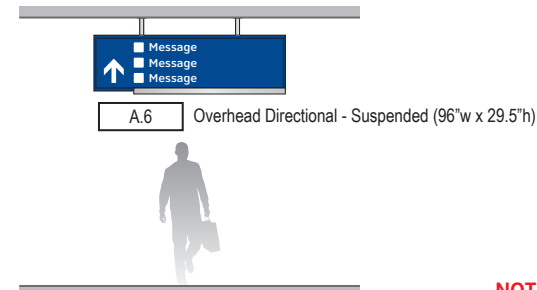 Message
Message
Message
A.6
Overhead Directional - Suspended (96”w x 29.5”h)
NOT